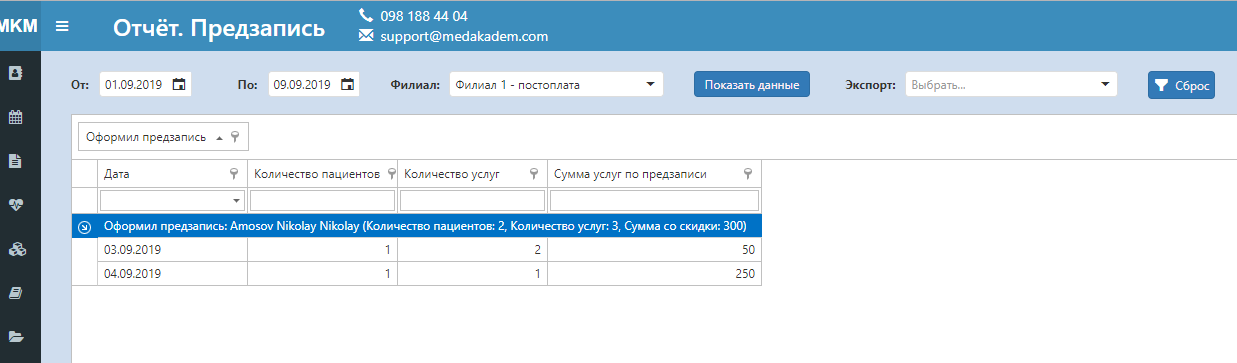 МКМ
Отчёт. Предзапись
098 188 44 04
support@medakadem.com
От: 01.09.2019 По: 09.09.2019 Филиал: Филиал 1 - постоплата Показать данные Экспорт: Выбрать... Сброс
Оформил предзапись
Дата Количество пациентов Количество услуг Сумма услуг по предзаписи
Оформил предзапись: Amosov Nikolay Nikolay (Количество пациентов: 2, Количество услуг: 3, Сумма со скидки: 300)
03.09.2019 1 2 50
04.09.2019 1 1 250